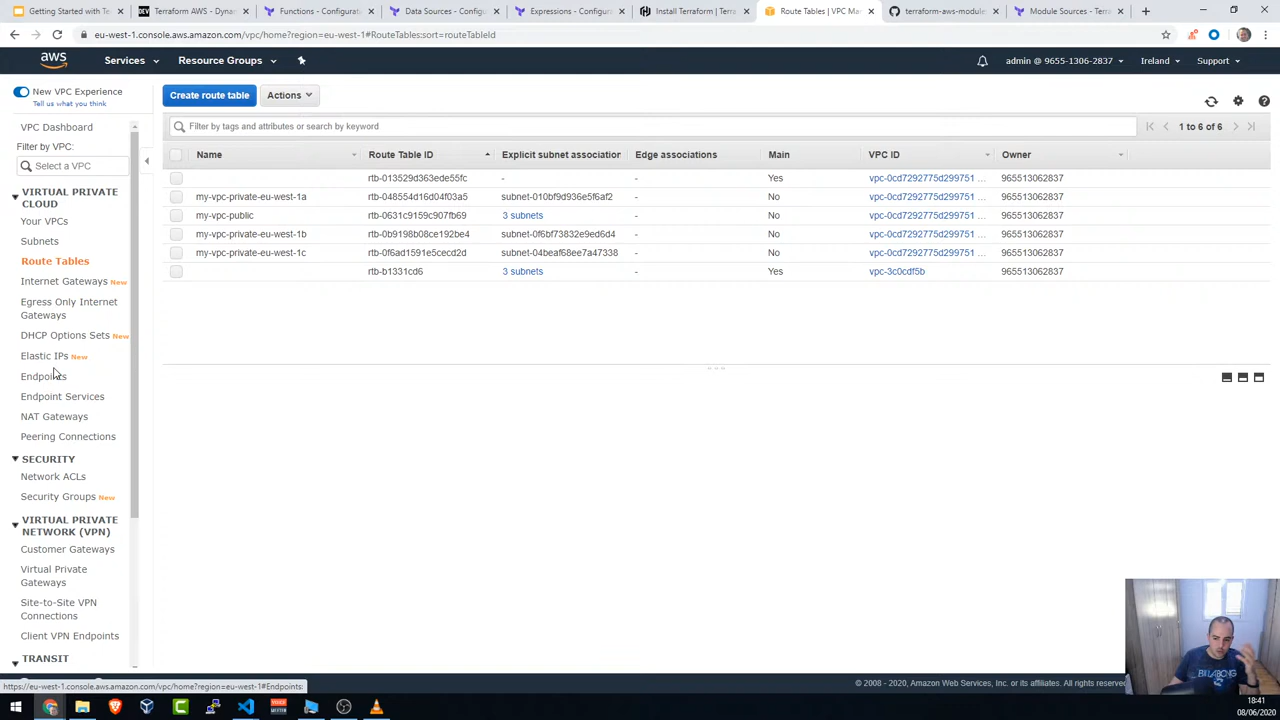 Getting Started with Te
Terraform AWS - Dyna
Functions - Configurat
Data Sources - Configu
Expressions - Configura
Install Terraform | Terra
Route Tables | VPC Ma
terraform-aws-module
Module Sources - Terra
eu-west-1.console.aws.amazon.com/vpc/home?region=eu-west-1#RouteTables:sort=routeTableId
aws
Services
Resource Groups
admin @ 9655-1306-2837
Ireland
Support
New VPC Experience
Tell us what you think
Create route table
Actions
VPC Dashboard
Filter by VPC:
Select a VPC
Filter by tags and attributes or search by keyword
1 to 6 of 6
Name Route Table ID Explicit subnet association Edge associations Main VPC ID Owner
rtb-013529d363ede55fc - - Yes vpc-0cd7292775d299751 ... 965513062837
my-vpc-private-eu-west-1a rtb-048554d16d04f03a5 subnet-010bf9d936e5f6af2 - No vpc-0cd7292775d299751 ... 965513062837
my-vpc-public rtb-0631c9159c907fb69 3 subnets - No vpc-0cd7292775d299751 ... 965513062837
my-vpc-private-eu-west-1b rtb-0b9198b08ce192be4 subnet-0f6bf73832e9ed6d4 - No vpc-0cd7292775d299751 ... 965513062837
my-vpc-private-eu-west-1c rtb-0f6ad1591e5cecd2d subnet-04beaf68ee7a47338 - No vpc-0cd7292775d299751 ... 965513062837
rtb-b1331cd6 3 subnets - Yes vpc-3c0cdf5b 965513062837
VIRTUAL PRIVATE
CLOUD
Your VPCs
Subnets
Route Tables
Internet Gateways New
Egress Only Internet
Gateways
DHCP Options Sets New
Elastic IPs New
Endpoints
Endpoint Services
NAT Gateways
Peering Connections
SECURITY
Network ACLs
Security Groups New
VIRTUAL PRIVATE
NETWORK (VPN)
Customer Gateways
Virtual Private
Gateways
Site-to-Site VPN
Connections
Client VPN Endpoints
TRANSIT
https://eu-west-1.console.aws.amazon.com/vpc/home?region=eu-west-1#Endpoints:
© 2008 - 2020, Amazon Web Services, Inc. or its affiliates. All rights reserved
BILLABONG
18:41
08/06/2020